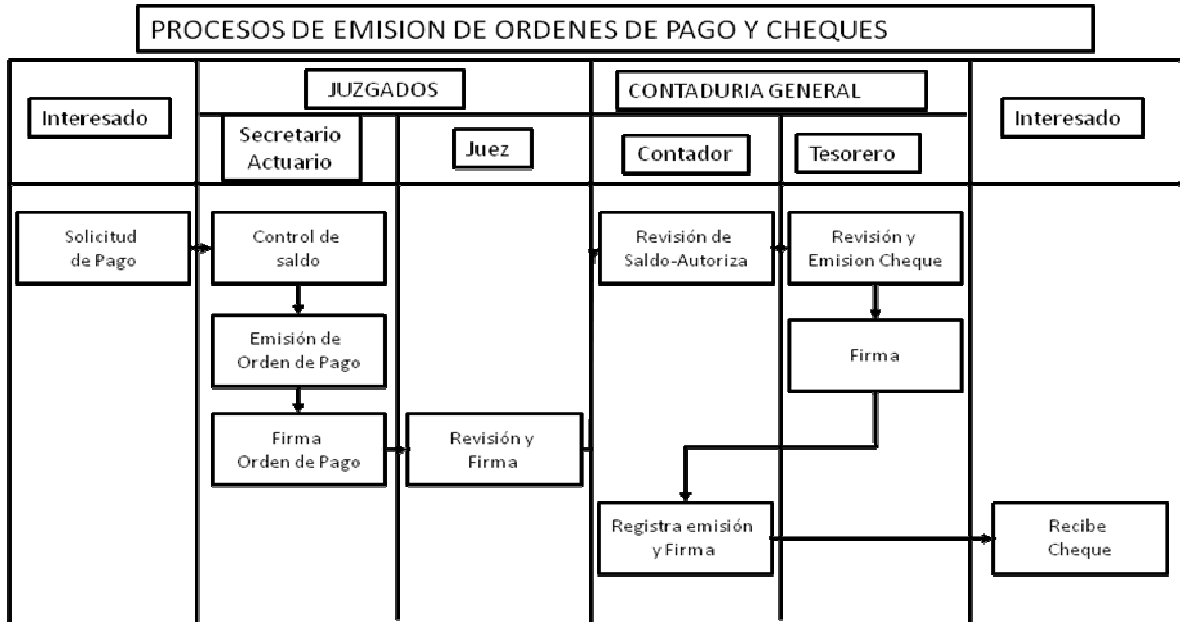 PROCESOS DE EMISION DE ORDENES DE PAGO Y CHEQUES
Interesado
JUZGADOS
CONTADURIA GENERAL
Interesado
Secretario
Actuario
Juez
Contador
Tesorero
Solicitud
de Pago
Control de
saldo
Revisión de
Saldo-Autoriza
Revisión y
Emision Cheque
Emisión de
Orden de Pago
Firma
Firma
Orden de Pago
Revisión y
Firma
Registra emisión
y Firma
Recibe
Cheque